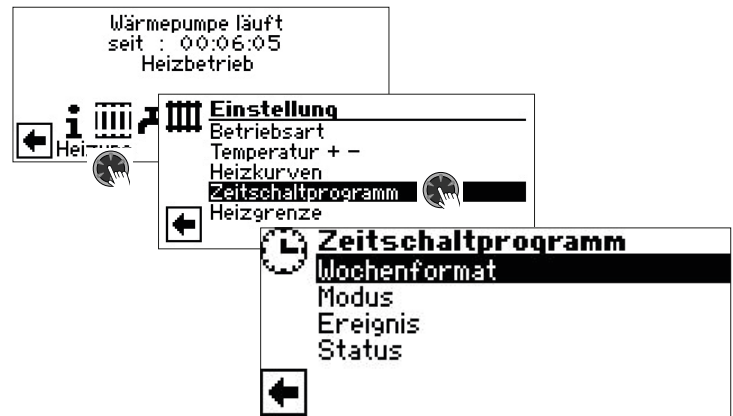 Wärmepumpe läuft
seit : 00:06:05
Heizbetrieb
i
Einstellung
Betriebsart
Temperatur + −
Heizkurven
Zeitschaltprogramm
Heizgrenze
Zeitschaltprogramm
Wochenformat
Modus
Ereignis
Status